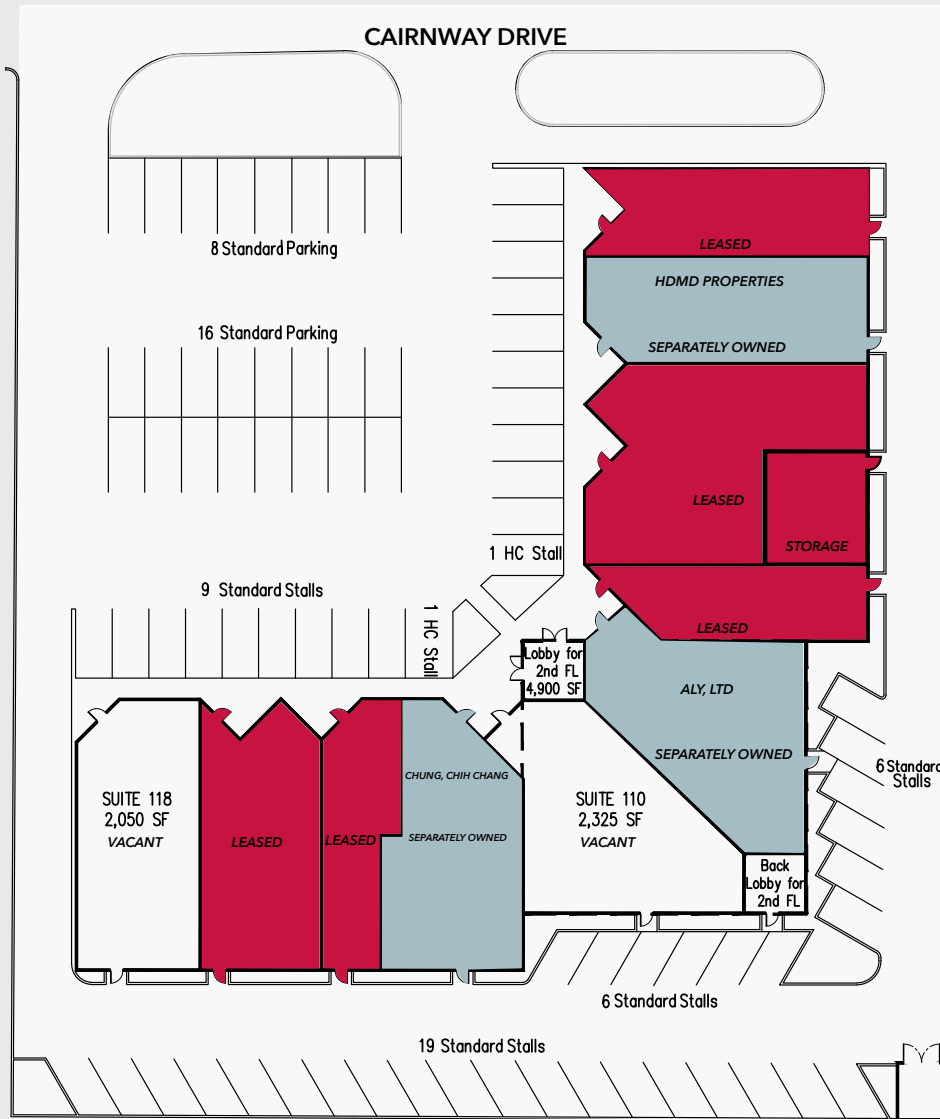 CAIRNWAY DRIVE
8 Standard Parking
16 Standard Parking
LEASED
HDMD PROPERTIES
SEPARATELY OWNED
LEASED
STORAGE
1 HC Stall
9 Standard Stalls
1 HC Stall
LEASED
Lobby for
2nd FL
4,900 SF
ALY, LTD
SEPARATELY OWNED
6 Standard
Stalls
SUITE 118
2,050 SF
VACANT
LEASED
LEASED
CHUNG, CHIH CHANG
SEPARATELY OWNED
SUITE 110
2,325 SF
VACANT
Back
Lobby for
2nd FL
6 Standard Stalls
19 Standard Stalls